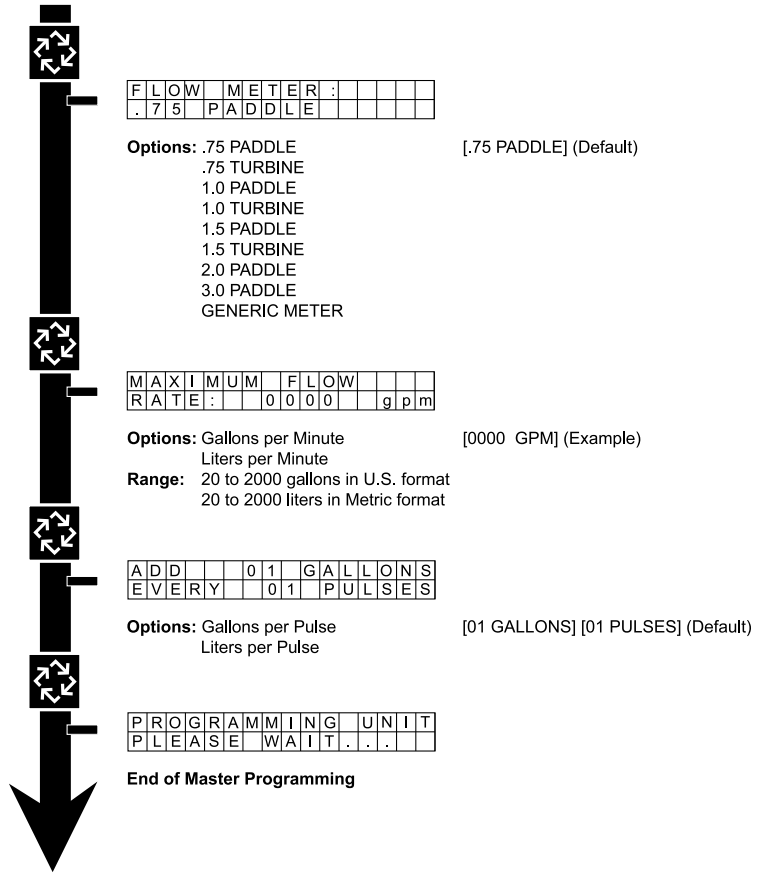 FLOW METER:
.75 PADDLE
Options: .75 PADDLE [.75 PADDLE] (Default)
.75 TURBINE
1.0 PADDLE
1.0 TURBINE
1.5 PADDLE
1.5 TURBINE
2.0 PADDLE
3.0 PADDLE
GENERIC METER
MAXIMUM FLOW
RATE: 0000 gpm
Options: Gallons per Minute [0000 GPM] (Example)
Liters per Minute
Range: 20 to 2000 gallons in U.S. format
20 to 2000 liters in Metric format
ADD 01 GALLONS
EVERY 01 PULSES
Options: Gallons per Pulse [01 GALLONS] [01 PULSES] (Default)
Liters per Pulse
PROGRAMMING UNIT
PLEASE WAIT...
End of Master Programming